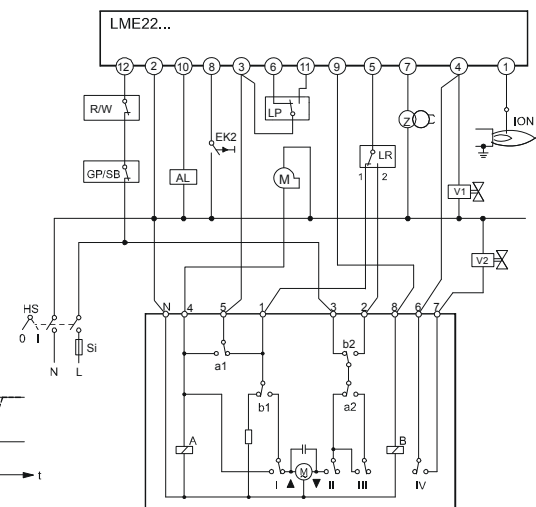 LME22...
12 2 10 8 3 6 11 9 5 7 4 1
R/W
LP
Z
ION
EK2
GP/SB
AL
M
LR
1 2
V1
V2
HS
0 I
Si
N L
N 4 5 1 3 2 8 6 7
a1
b2
b1
a2
A
B
M
I II III IV
t